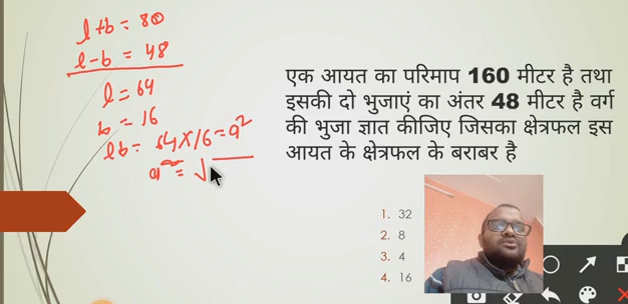 l+b = 80
l-b = 48
l = 64
b = 16
lb = 64×16=a²
a = √
एक आयत का परिमाप 160 मीटर है तथा
इसकी दो भुजाएं का अंतर 48 मीटर है वर्ग
की भुजा ज्ञात कीजिए जिसका क्षेत्रफल इस
आयत के क्षेत्रफल के बराबर है
1. 32
2. 8
3. 4
4. 16